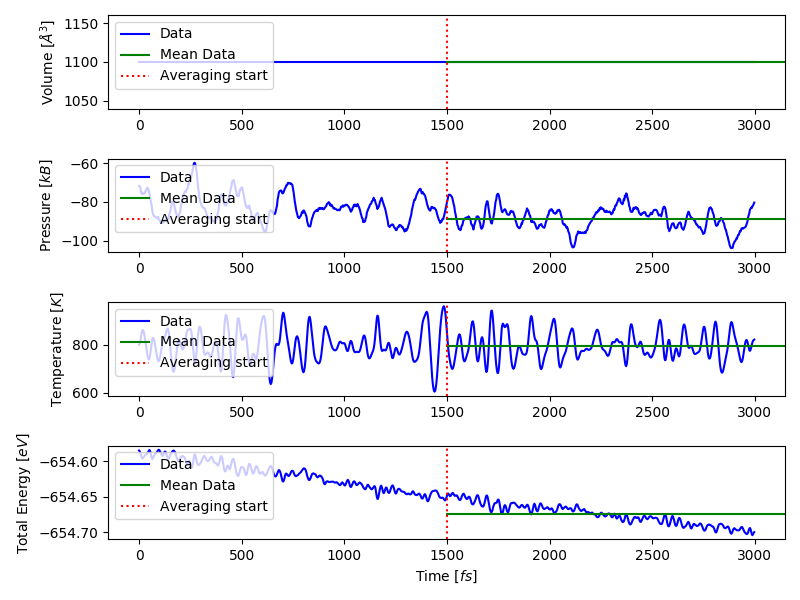 Volume [Å³]
1150
1100
1050
Data
Mean Data
Averaging start
0 500 1000 1500 2000 2500 3000
Pressure [kB]
−60
−80
−100
Data
Mean Data
Averaging start
0 500 1000 1500 2000 2500 3000
Temperature [K]
800
600
Data
Mean Data
Averaging start
0 500 1000 1500 2000 2500 3000
Total Energy [eV]
−654.60
−654.65
−654.70
Data
Mean Data
Averaging start
0 500 1000 1500 2000 2500 3000
Time [fs]